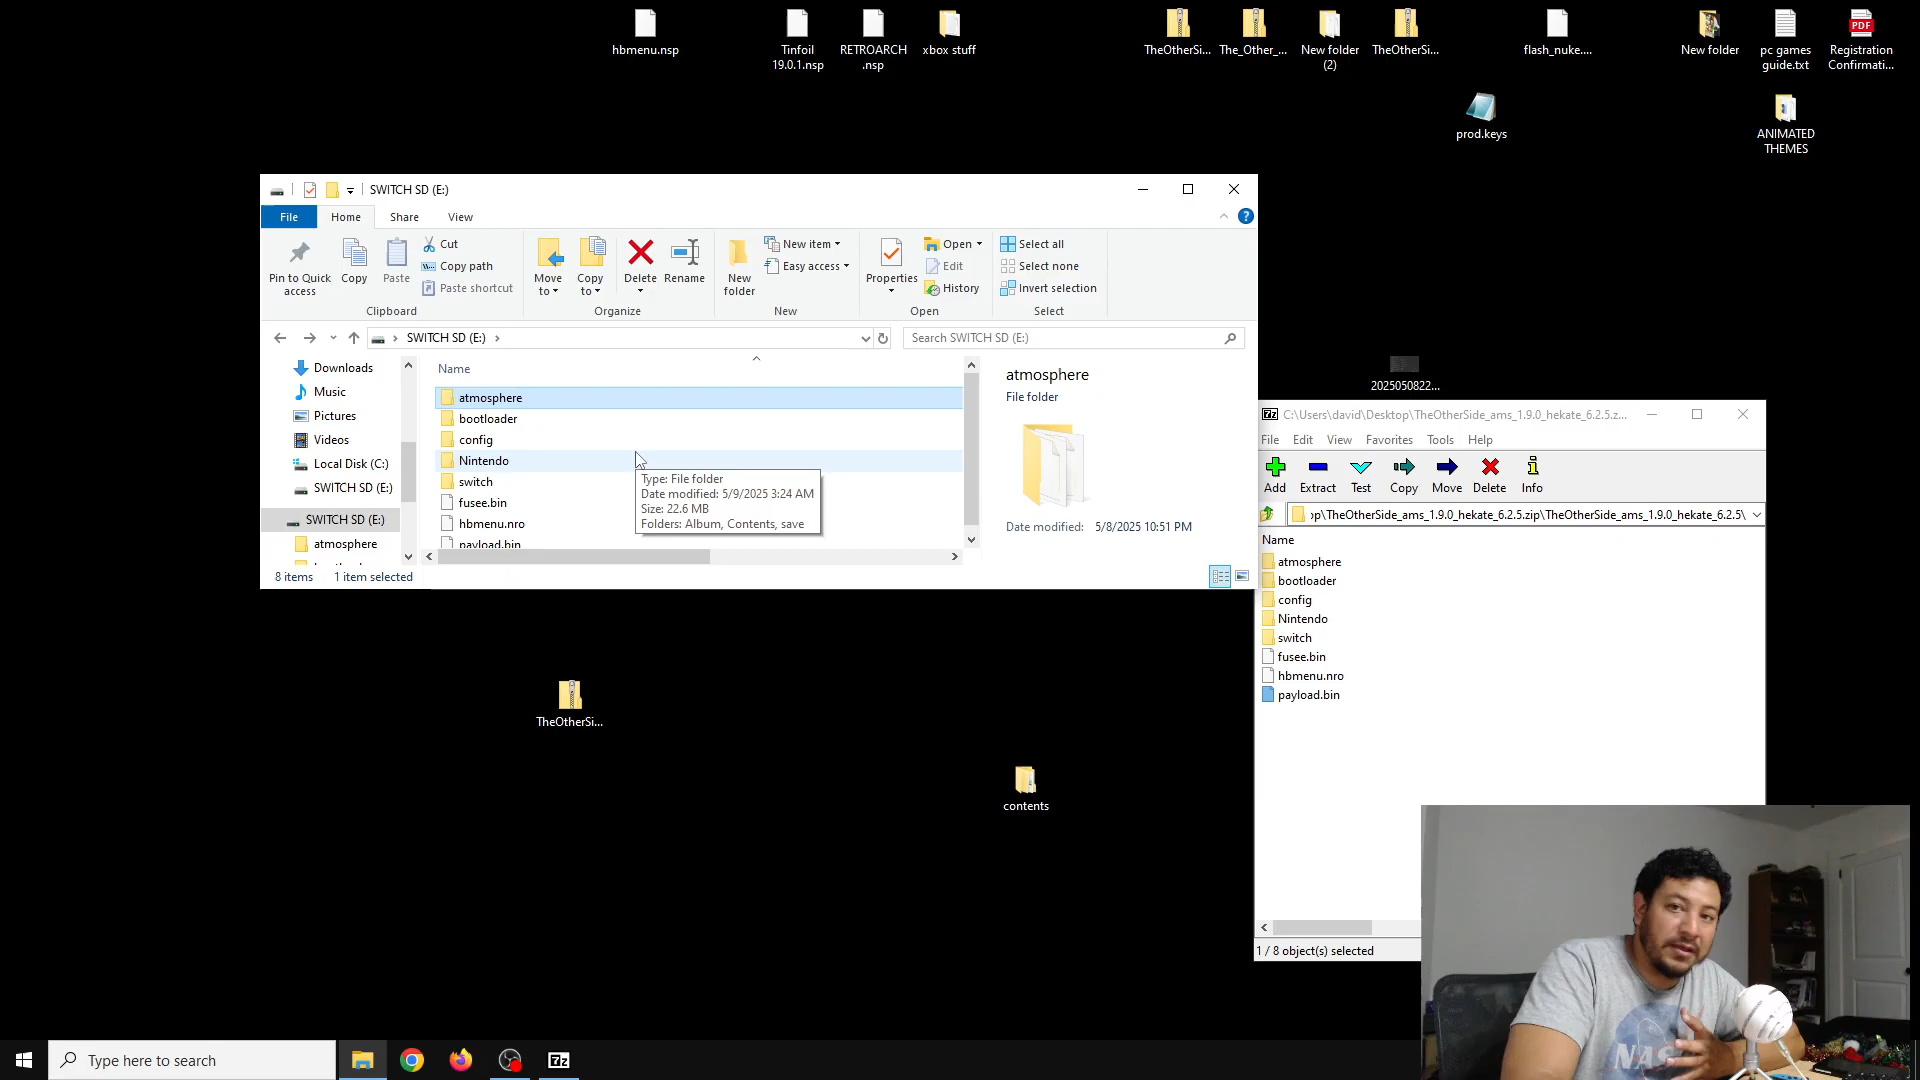 hbmenu.nsp
Tinfoil
19.0.1.nsp
RETROARCH
.nsp
xbox stuff
TheOtherSi...
The_Other_...
New folder
(2)
TheOtherSi...
flash_nuke....
New folder
pc games
guide.txt
PDF
Registration
Confirmati...
prod.keys
ANIMATED
THEMES
SWITCH SD (E:)
File
Home
Share
View
Pin to Quick
access
Copy
Paste
Cut
Copy path
Paste shortcut
Clipboard
Move
to
Copy
to
Delete
Rename
Organize
New
folder
New item
Easy access
New
Properties
Open
Edit
History
Open
Select all
Select none
Invert selection
Select
SWITCH SD (E:)
Search SWITCH SD (E:)
Downloads
Music
Pictures
Videos
Local Disk (C:)
SWITCH SD (E:)
SWITCH SD (E:)
atmosphere
Name
atmosphere
bootloader
config
Nintendo
switch
fusee.bin
hbmenu.nro
payload.bin
Type: File folder
Date modified: 5/9/2025 3:24 AM
Size: 22.6 MB
Folders: Album, Contents, save
atmosphere
File folder
Date modified: 5/8/2025 10:51 PM
8 items
1 item selected
2025050822...
7z
C:\Users\david\Desktop\TheOtherSide_ams_1.9.0_hekate_6.2.5.z...
File
Edit
View
Favorites
Tools
Help
Add
Extract
Test
Copy
Move
Delete
Info
op\TheOtherSide_ams_1.9.0_hekate_6.2.5.zip\TheOtherSide_ams_1.9.0_hekate_6.2.5\
Name
atmosphere
bootloader
config
Nintendo
switch
fusee.bin
hbmenu.nro
payload.bin
1 / 8 object(s) selected
TheOtherSi...
contents
NAS
Type here to search
7z